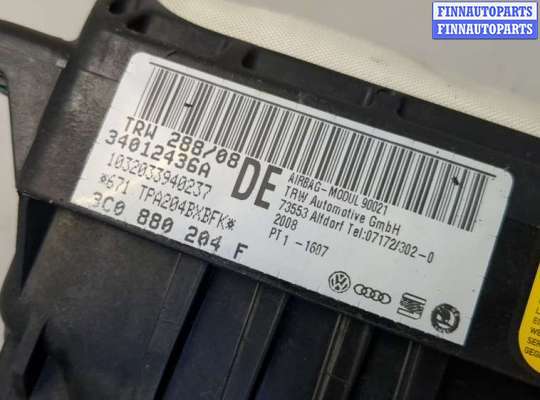 FINNAUTOPARTS
FINNAUTOPARTS
TRW 288/08
34012436A
1032033940237
*671 TPA204BXBFK*
3C0 880 204 F
DE
AIRBAG-MODUL 90021
TRW Automotive GmbH
73553 Alfdorf Tel:07172/302-0
2008
PT1 -1607